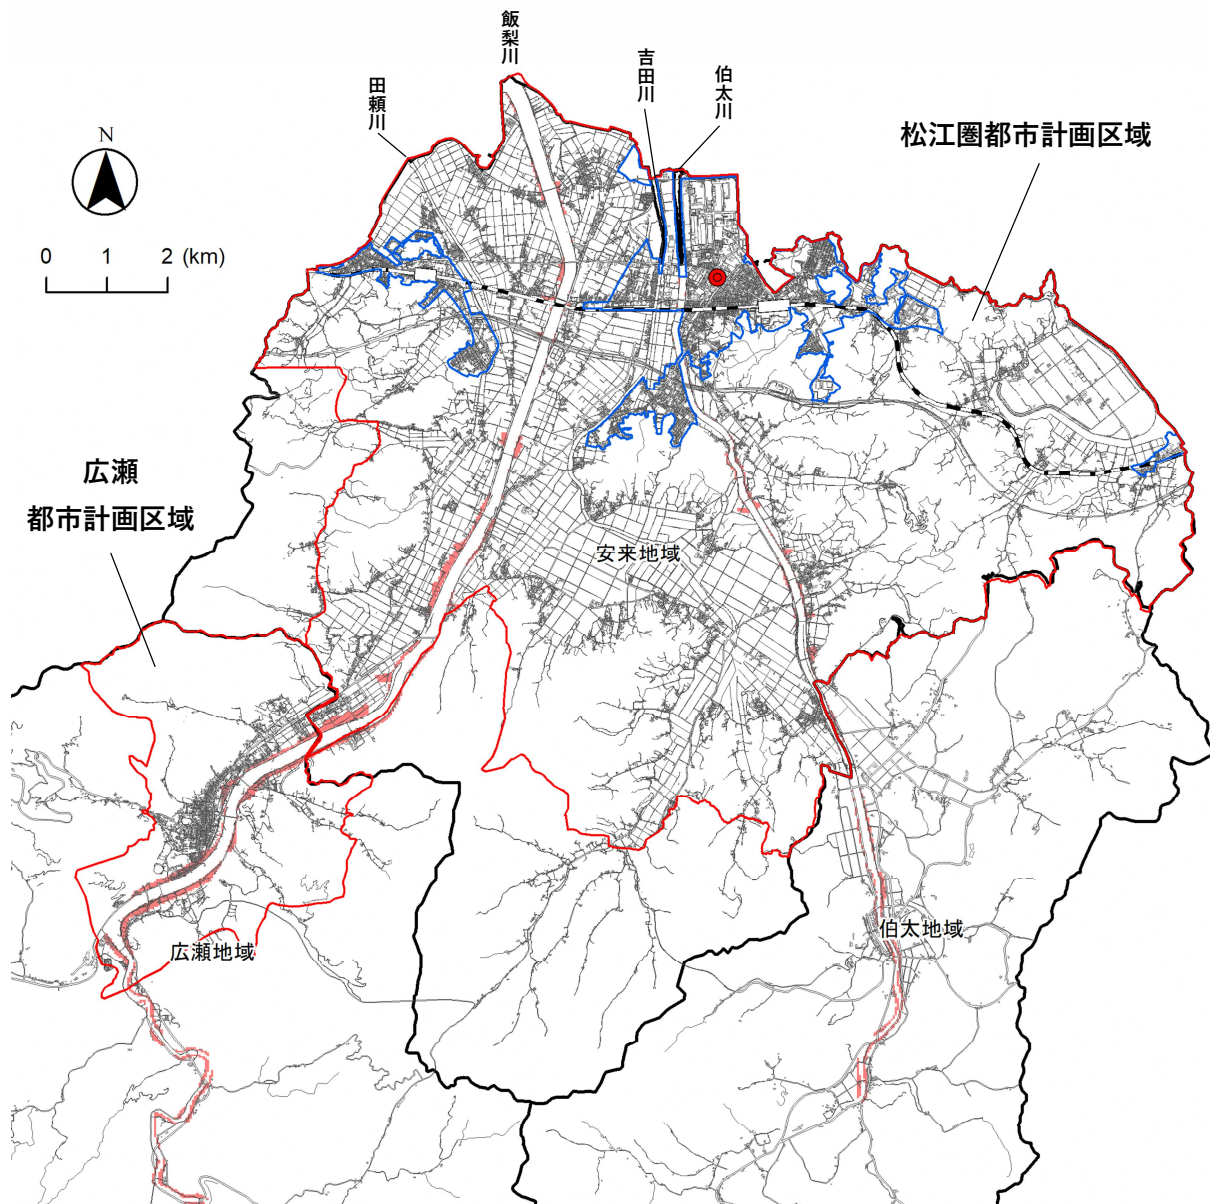 飯梨川
吉田川
伯太川
田頼川
松江圏都市計画区域
N
0 1 2 (km)
広瀬
都市計画区域
安来地域
伯太地域
広瀬地域